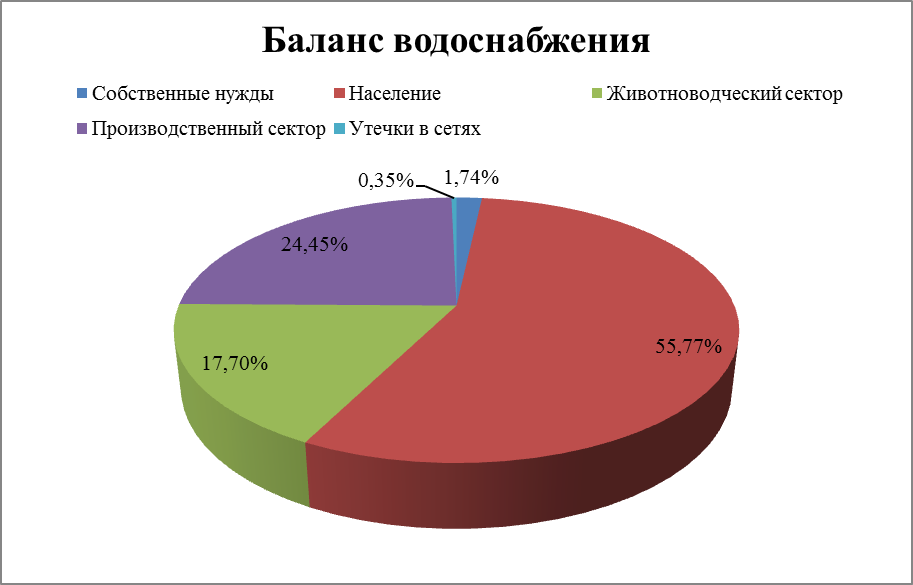 Баланс водоснабжения
Собственные нужды Население Животноводческий сектор
Производственный сектор Утечки в сетях
0,35% 1,74%
24,45%
55,77%
17,70%